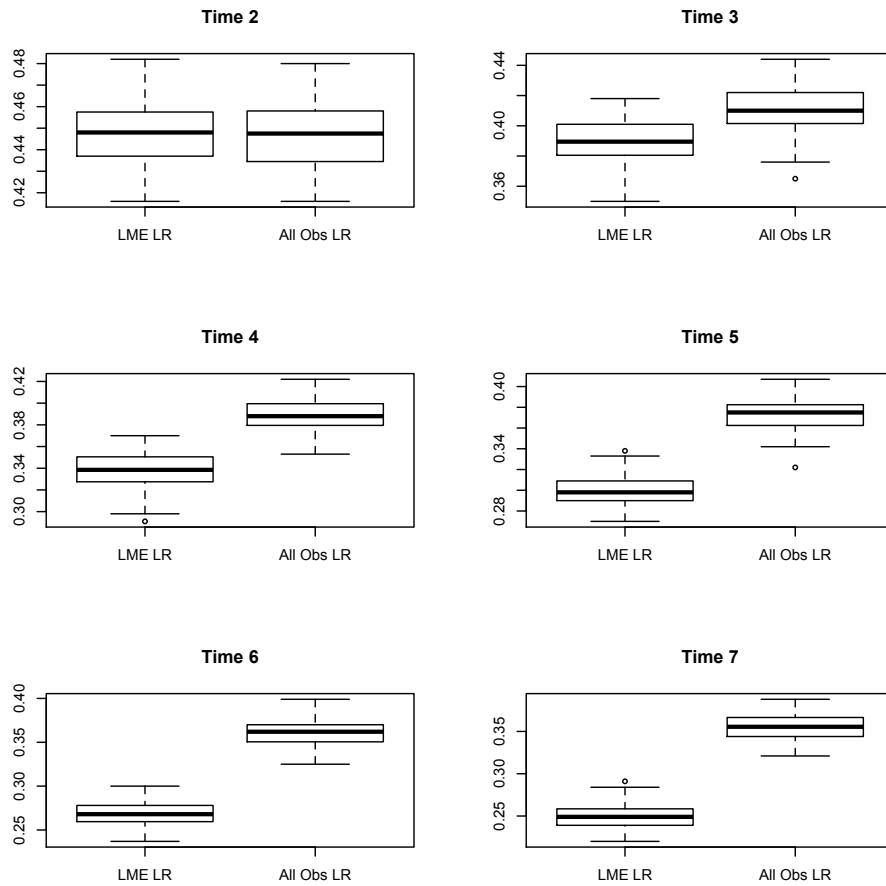 Time 2
0.48
0.46
0.44
0.42
LME LR All Obs LR
Time 3
0.44
0.40
0.36
LME LR All Obs LR
Time 4
0.42
0.38
0.34
0.30
LME LR All Obs LR
Time 5
0.40
0.34
0.28
LME LR All Obs LR
Time 6
0.40
0.35
0.30
0.25
LME LR All Obs LR
Time 7
0.35
0.30
0.25
LME LR All Obs LR